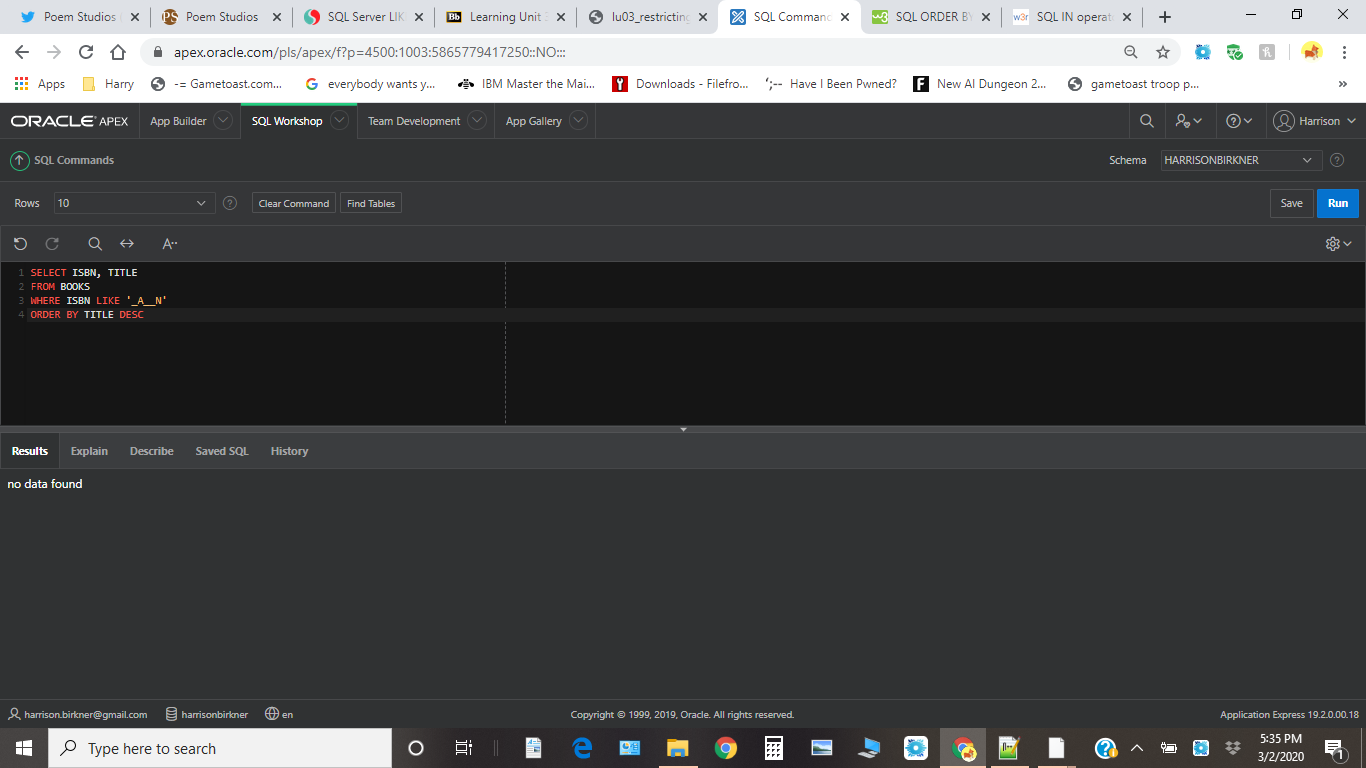 Poem Studios
Poem Studios
SQL Server LIK
Bb Learning Unit 3
lu03_restricting
SQL Comman
SQL ORDER BY
w3r SQL IN operat
apex.oracle.com/pls/apex/f?p=4500:1003:5865779417250::NO:::
Apps Harry -= Gametoast.com... everybody wants y... IBM Master the Mai... Downloads - Filefro... Have I Been Pwned? New AI Dungeon 2... gametoast troop p... »
ORACLE APEX App Builder SQL Workshop Team Development App Gallery Harrison
SQL Commands Schema HARRISONBIRKNER
Rows 10 Clear Command Find Tables Save Run
1 SELECT ISBN, TITLE
2 FROM BOOKS
3 WHERE ISBN LIKE '_A__N'
4 ORDER BY TITLE DESC
Results Explain Describe Saved SQL History
no data found
harrison.birkner@gmail.com harrisonbirkner en Copyright © 1999, 2019, Oracle. All rights reserved. Application Express 19.2.0.00.18
Type here to search
5:35 PM
3/2/2020
1